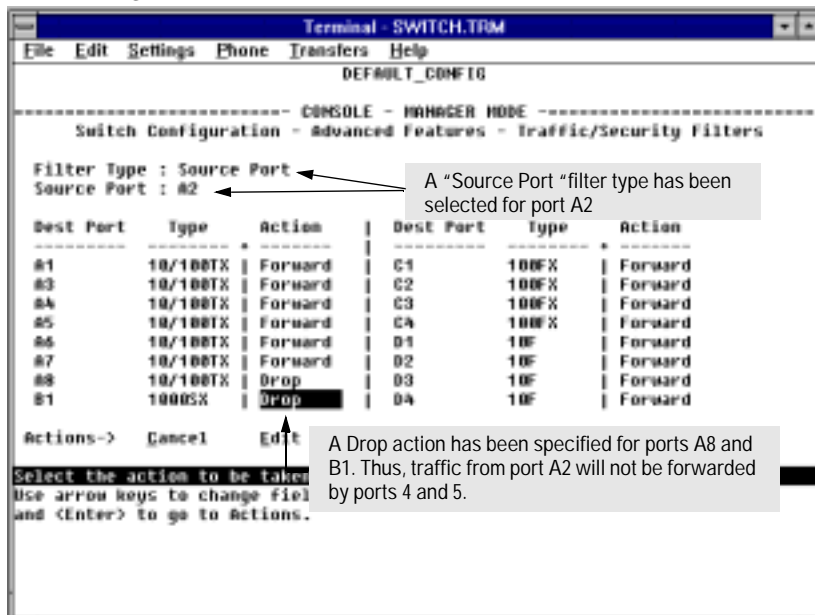 Terminal - SWITCH.TRM
File Edit Settings Phone Transfers Help
DEFAULT_CONFIG
---------------------------- CONSOLE - MANAGER MODE ----------------------------
Switch Configuration - Advanced Features - Traffic/Security Filters
Filter Type : Source Port
Source Port : A2
A "Source Port "filter type has been
selected for port A2
Dest Port Type Action | Dest Port Type Action
--------- -------- + ------- | --------- -------- + -------
A1 10/100TX | Forward | C1 100FX | Forward
A3 10/100TX | Forward | C2 100FX | Forward
A4 10/100TX | Forward | C3 100FX | Forward
A5 10/100TX | Forward | C4 100FX | Forward
A6 10/100TX | Forward | D1 10F | Forward
A7 10/100TX | Forward | D2 10F | Forward
A8 10/100TX | Drop | D3 10F | Forward
B1 1000SX | Drop | D4 10F | Forward
Actions-> Cancel Edit
A Drop action has been specified for ports A8 and
B1. Thus, traffic from port A2 will not be forwarded
by ports 4 and 5.
Select the action to be taken
Use arrow keys to change fiel
and <Enter> to go to Actions.